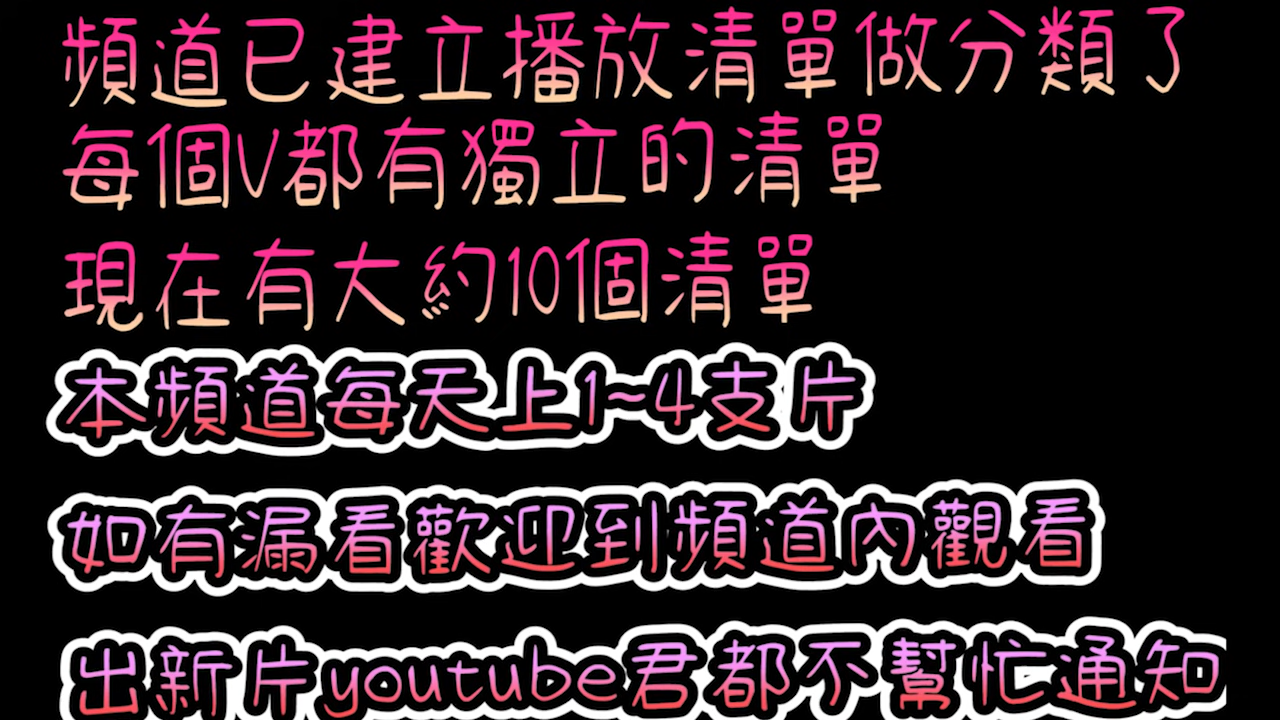 頻道已建立播放清單做分類了
每個V都有獨立的清單
現在有大約10個清單
本頻道每天上1~4支片
如有漏看歡迎到頻道內觀看
出新片youtube君都不幫忙通知